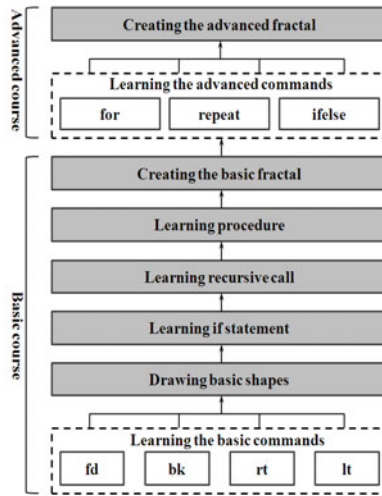 Advanced course
Creating the advanced fractal
Learning the advanced commands
for repeat ifelse
Basic course
Creating the basic fractal
Learning procedure
Learning recursive call
Learning if statement
Drawing basic shapes
Learning the basic commands
fd bk rt lt